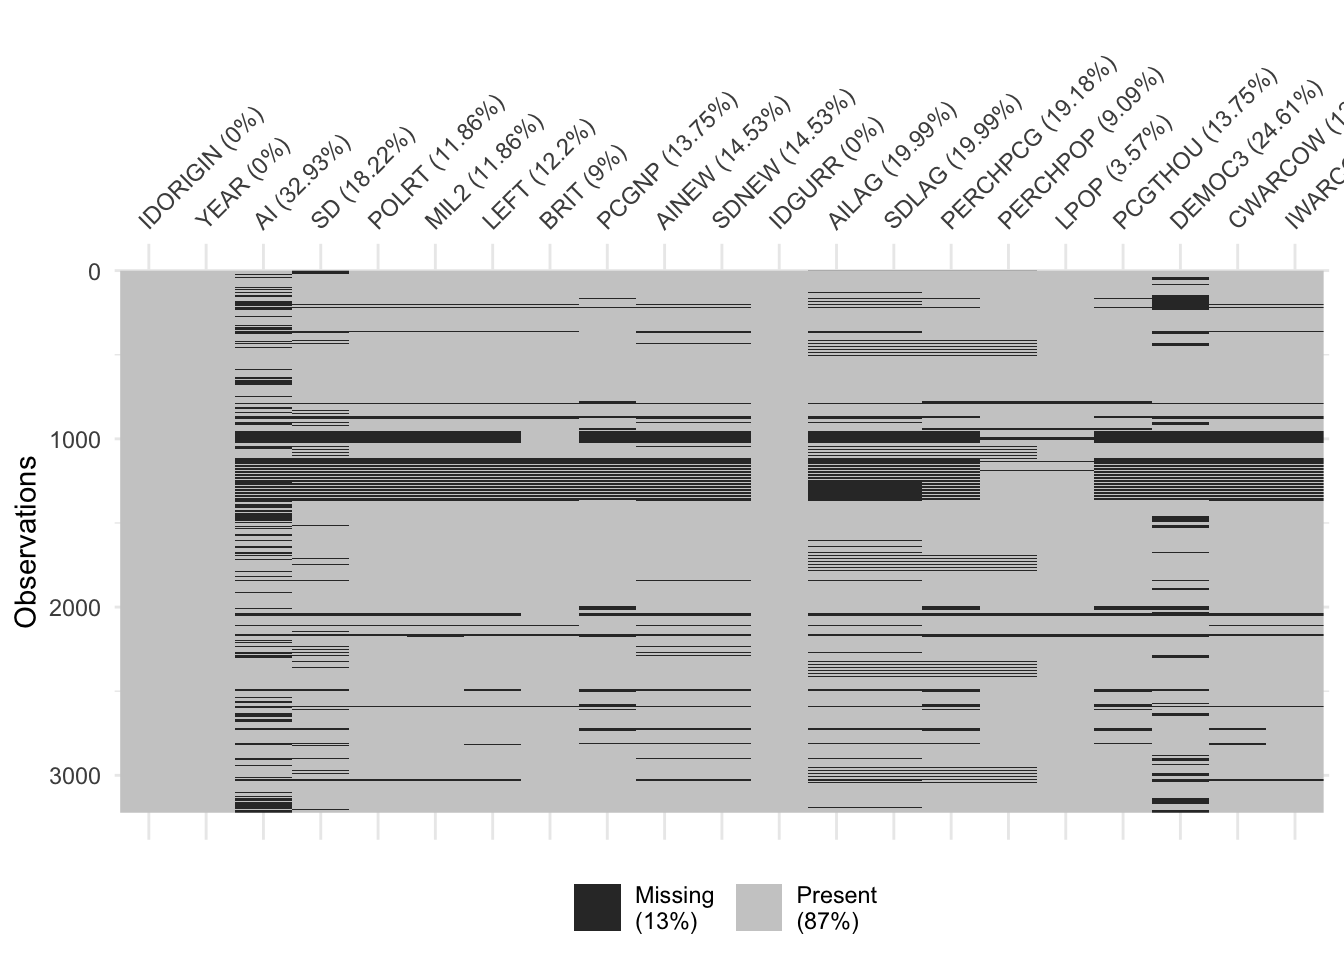 IDORIGIN (0%)
YEAR (0%)
AI (32.93%)
SD (18.22%)
POLRT (11.86%)
MIL2 (11.86%)
LEFT (12.2%)
BRIT (9%)
PCGNP (13.75%)
AINEW (14.53%)
SDNEW (14.53%)
IDGURR (0%)
AILAG (19.99%)
SDLAG (19.99%)
PERCHPCG (19.18%)
PERCHPOP (9.09%)
LPOP (3.57%)
PCGTHOU (13.75%)
DEMOC3 (24.61%)
CWARCOW
Observations
0
1000
2000
3000
Missing
(13%)
Present
(87%)